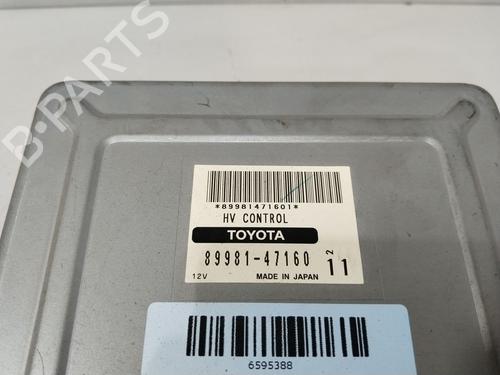 B-PARTS
*89981471601*
HV CONTROL
TOYOTA
89981-47160 2 11
12V MADE IN JAPAN
6595388